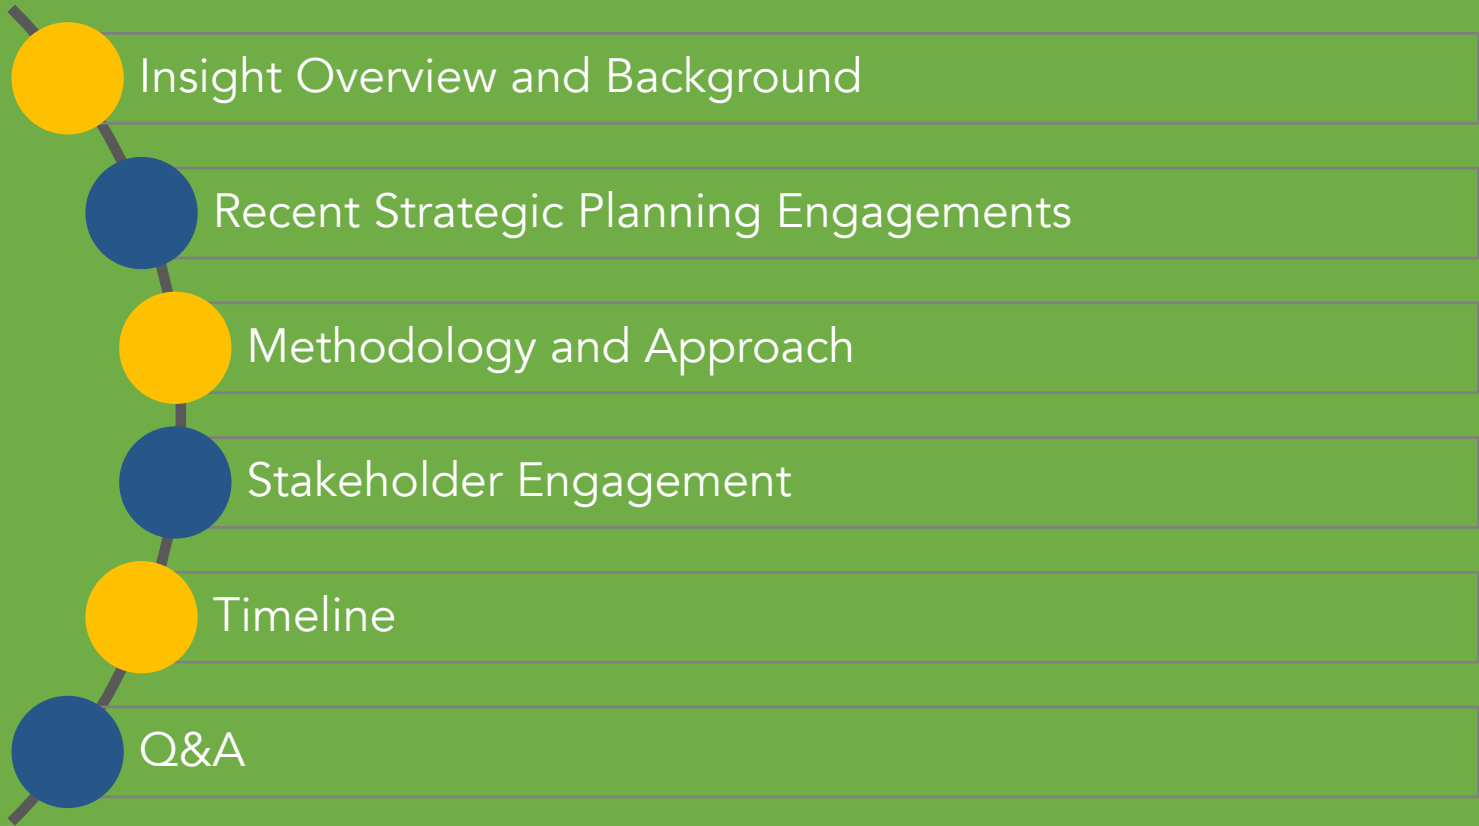 Insight Overview and Background
Recent Strategic Planning Engagements
Methodology and Approach
Stakeholder Engagement
Timeline
Q&A